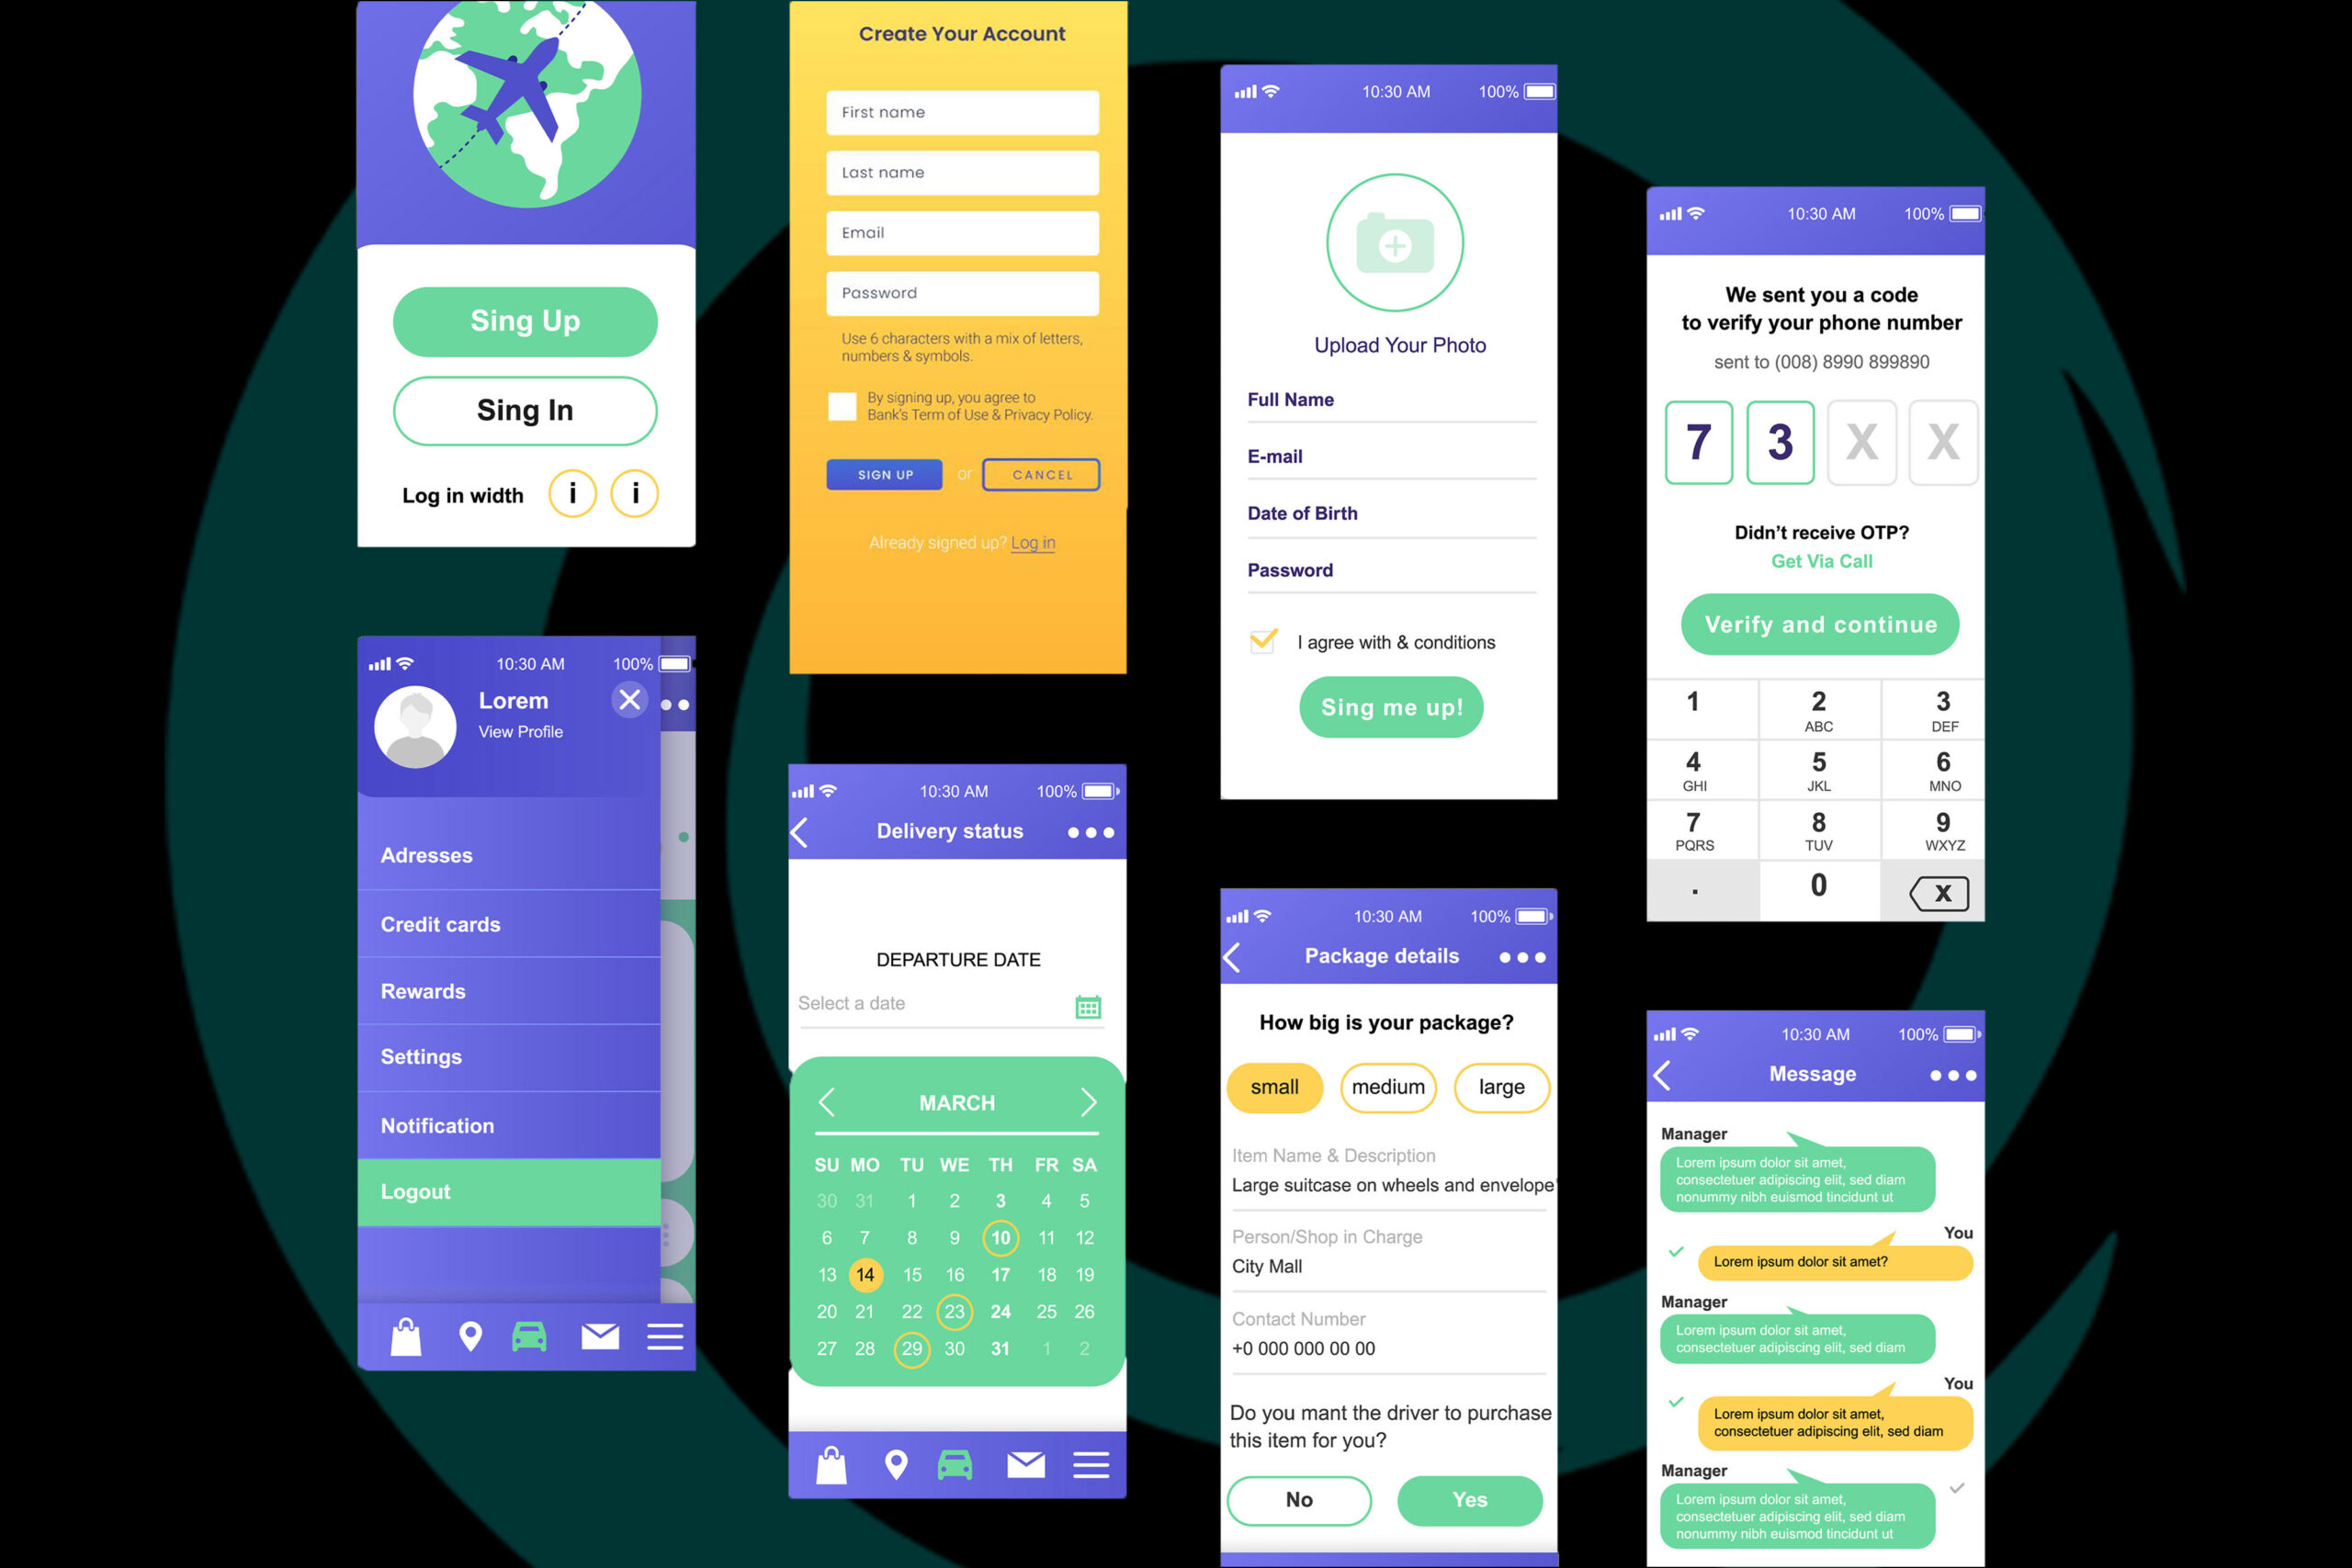 Sing Up
Sing In
Log in width i i
10:30 AM 100%
Lorem
View Profile
Adresses
Credit cards
Rewards
Settings
Notification
Logout
Create Your Account
First name
Last name
Email
Password
Use 6 characters with a mix of letters,
numbers & symbols.
By signing up, you agree to
Bank's Term of Use & Privacy Policy.
SIGN UP or CANCEL
Already signed up? Log in
10:30 AM 100%
Delivery status
DEPARTURE DATE
Select a date
MARCH
SU MO TU WE TH FR SA
30 31 1 2 3 4 5
6 7 8 9 10 11 12
13 14 15 16 17 18 19
20 21 22 23 24 25 26
27 28 29 30 31 1 2
10:30 AM 100%
Upload Your Photo
Full Name
E-mail
Date of Birth
Password
I agree with & conditions
Sing me up!
10:30 AM 100%
Package details
How big is your package?
small medium large
Item Name & Description
Large suitcase on wheels and envelope
Person/Shop in Charge
City Mall
Contact Number
+0 000 000 00 00
Do you mant the driver to purchase
this item for you?
No Yes
10:30 AM 100%
We sent you a code
to verify your phone number
sent to (008) 8990 899890
7 3 X X
Didn't receive OTP?
Get Via Call
Verify and continue
1 2 3
ABC DEF
4 5 6
GHI JKL MNO
7 8 9
PQRS TUV WXYZ
. 0 X
10:30 AM 100%
Message
Manager
Lorem ipsum dolor sit amet,
consectetuer adipiscing elit, sed diam
nonummy nibh euismod tincidunt ut
You
Lorem ipsum dolor sit amet?
Manager
Lorem ipsum dolor sit amet,
consectetuer adipiscing elit, sed diam
You
Lorem ipsum dolor sit amet,
consectetuer adipiscing elit, sed diam
Manager
Lorem ipsum dolor sit amet,
consectetuer adipiscing elit, sed diam
nonummy nibh euismod tincidunt ut